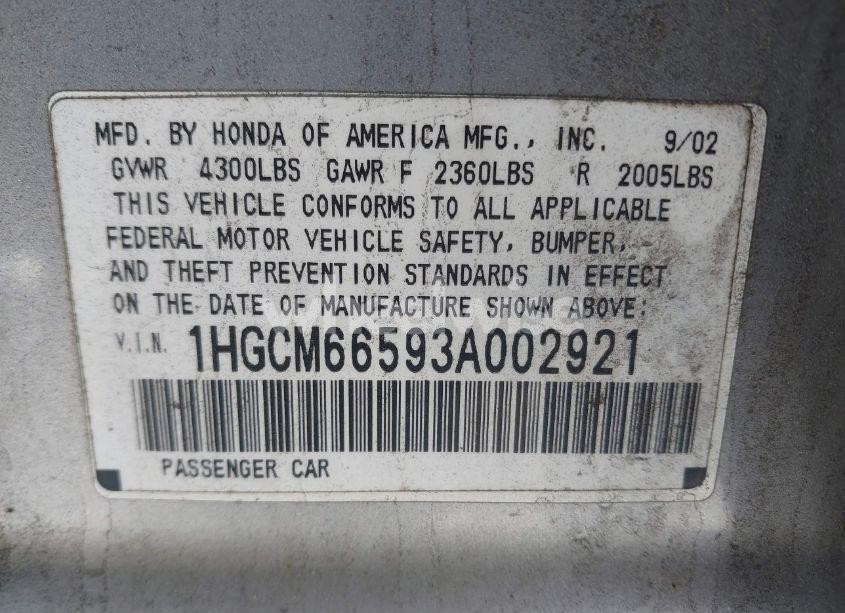 MFD. BY HONDA OF AMERICA MFG., INC. 9/02
GVWR 4300LBS GAWR F 2360LBS R 2005LBS
THIS VEHICLE CONFORMS TO ALL APPLICABLE
FEDERAL MOTOR VEHICLE SAFETY, BUMPER,
AND THEFT PREVENTION STANDARDS IN EFFECT
ON THE DATE OF MANUFACTURE SHOWN ABOVE:
V.I.N. 1HGCM66593A002921
PASSENGER CAR